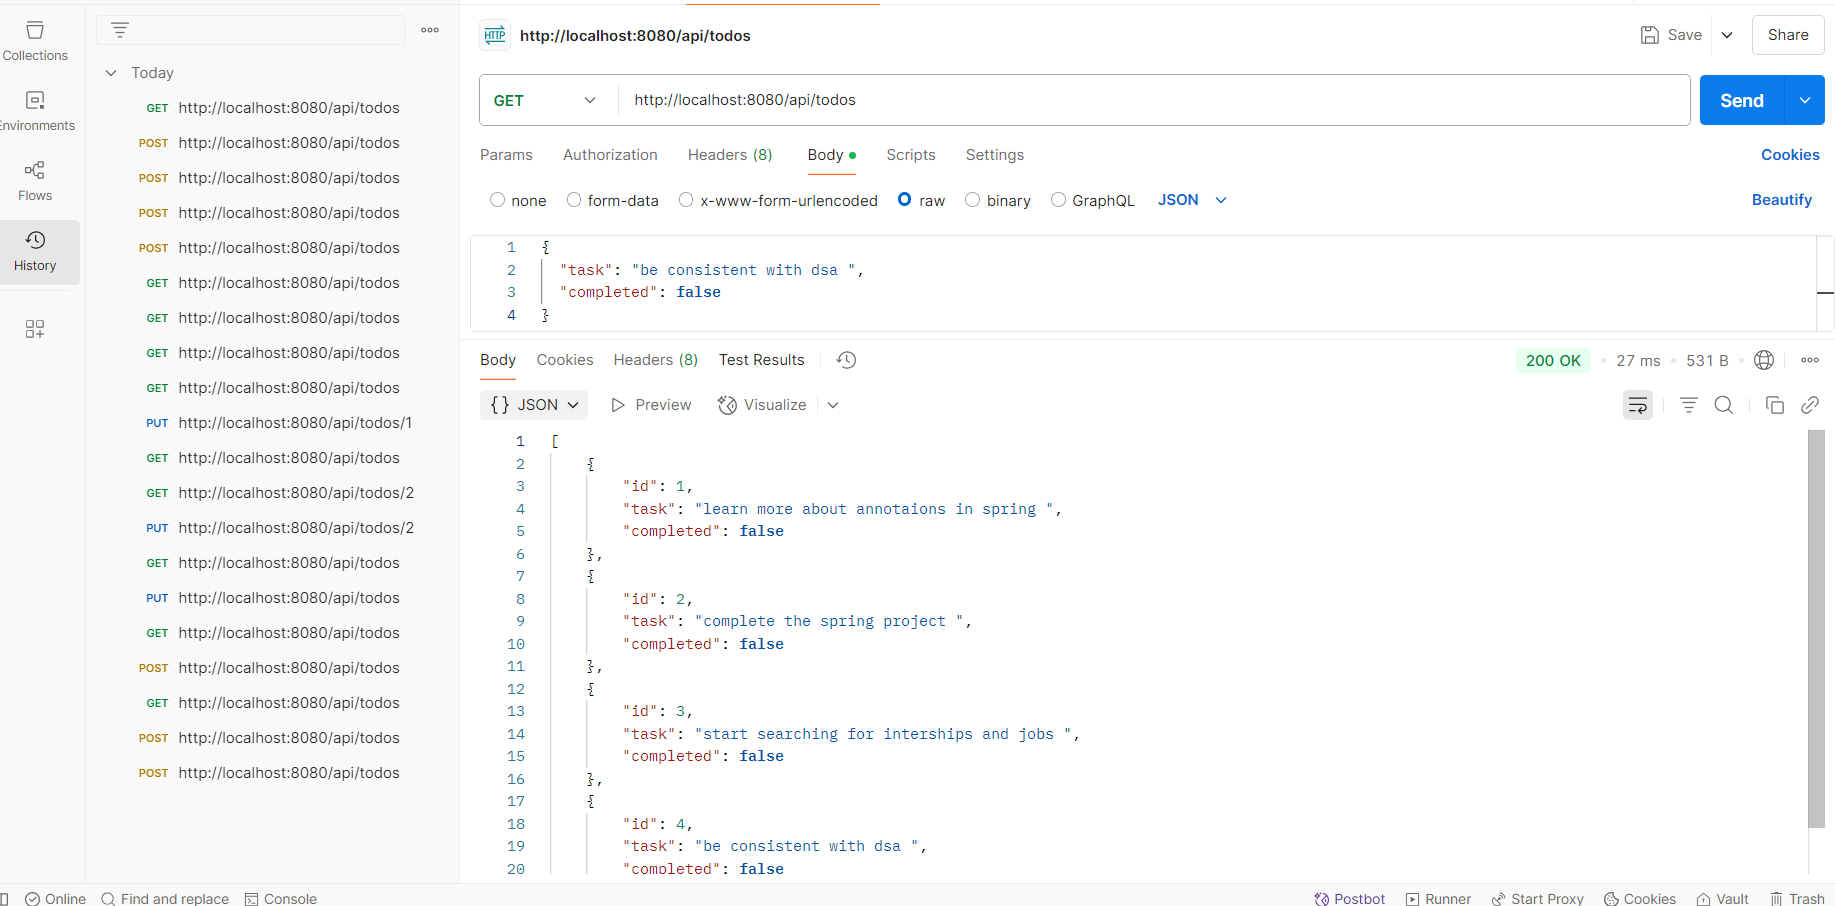 Collections
Environments
Flows
History
Today
GET http://localhost:8080/api/todos
POST http://localhost:8080/api/todos
POST http://localhost:8080/api/todos
POST http://localhost:8080/api/todos
POST http://localhost:8080/api/todos
GET http://localhost:8080/api/todos
GET http://localhost:8080/api/todos
GET http://localhost:8080/api/todos
GET http://localhost:8080/api/todos
PUT http://localhost:8080/api/todos/1
GET http://localhost:8080/api/todos
GET http://localhost:8080/api/todos/2
PUT http://localhost:8080/api/todos/2
GET http://localhost:8080/api/todos
PUT http://localhost:8080/api/todos
GET http://localhost:8080/api/todos
POST http://localhost:8080/api/todos
GET http://localhost:8080/api/todos
POST http://localhost:8080/api/todos
POST http://localhost:8080/api/todos
HTTP http://localhost:8080/api/todos Save Share
GET http://localhost:8080/api/todos Send
Params Authorization Headers (8) Body Scripts Settings Cookies
none form-data x-www-form-urlencoded raw binary GraphQL JSON Beautify
1 {
2 "task": "be consistent with dsa ",
3 "completed": false
4 }
Body Cookies Headers (8) Test Results 200 OK 27 ms 531 B
{} JSON Preview Visualize
1 [
2 {
3 "id": 1,
4 "task": "learn more about annotaions in spring ",
5 "completed": false
6 },
7 {
8 "id": 2,
9 "task": "complete the spring project ",
10 "completed": false
11 },
12 {
13 "id": 3,
14 "task": "start searching for interships and jobs ",
15 "completed": false
16 },
17 {
18 "id": 4,
19 "task": "be consistent with dsa ",
20 "completed": false
Online Find and replace Console Postbot Runner Start Proxy Cookies Vault Trash